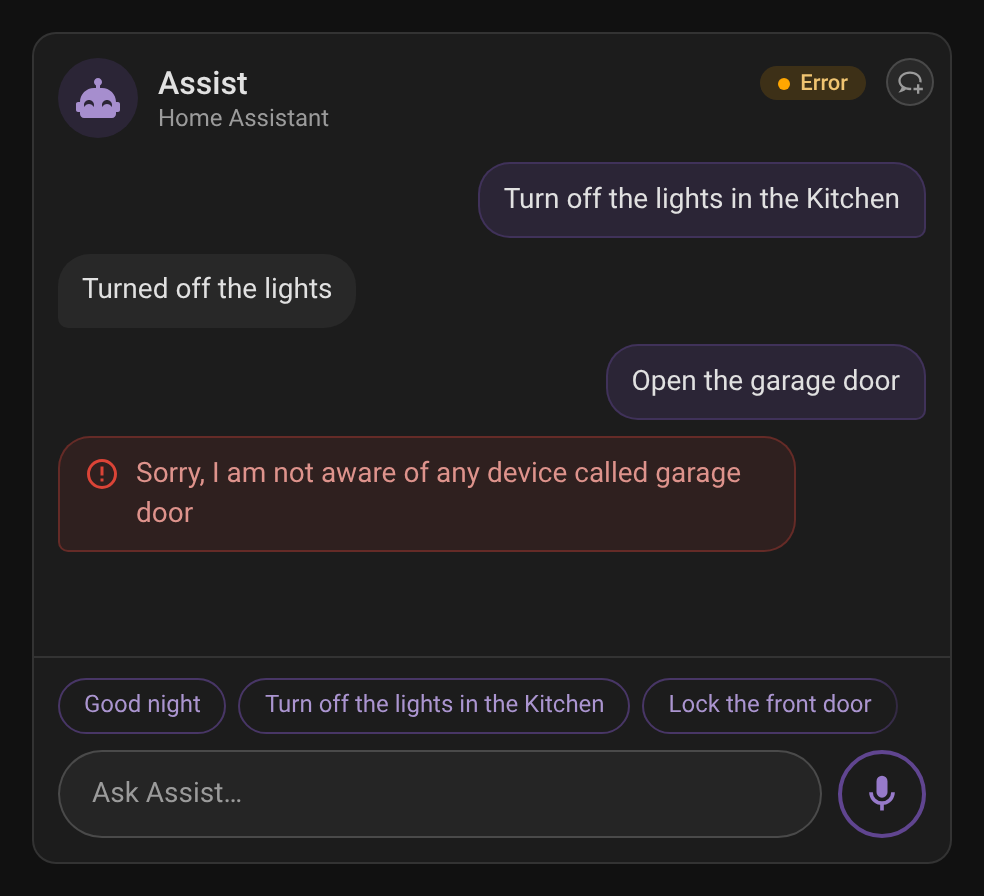 Assist
Home Assistant
Error
Turn off the lights in the Kitchen
Turned off the lights
Open the garage door
Sorry, I am not aware of any device called garage
door
Good night
Turn off the lights in the Kitchen
Lock the front door
Ask Assist…